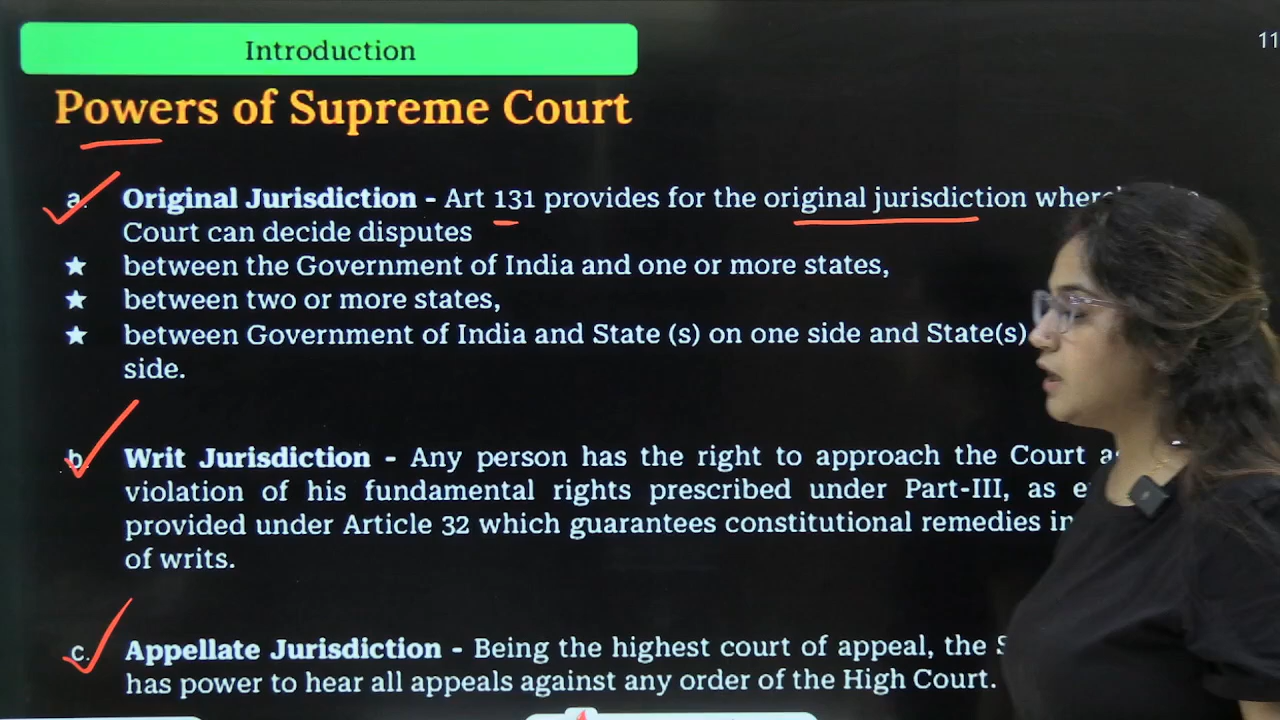 Introduction
11
Powers of Supreme Court
a. Original Jurisdiction - Art 131 provides for the original jurisdiction
Court can decide disputes
★ between the Government of India and one or more states,
★ between two or more states,
★ between Government of India and State (s) on one side and State(s)
side.
b. Writ Jurisdiction - Any person has the right to approach the Court
violation of his fundamental rights prescribed under Part-III, as
provided under Article 32 which guarantees constitutional remedies in
of writs.
c. Appellate Jurisdiction - Being the highest court of appeal, the
has power to hear all appeals against any order of the High Court.